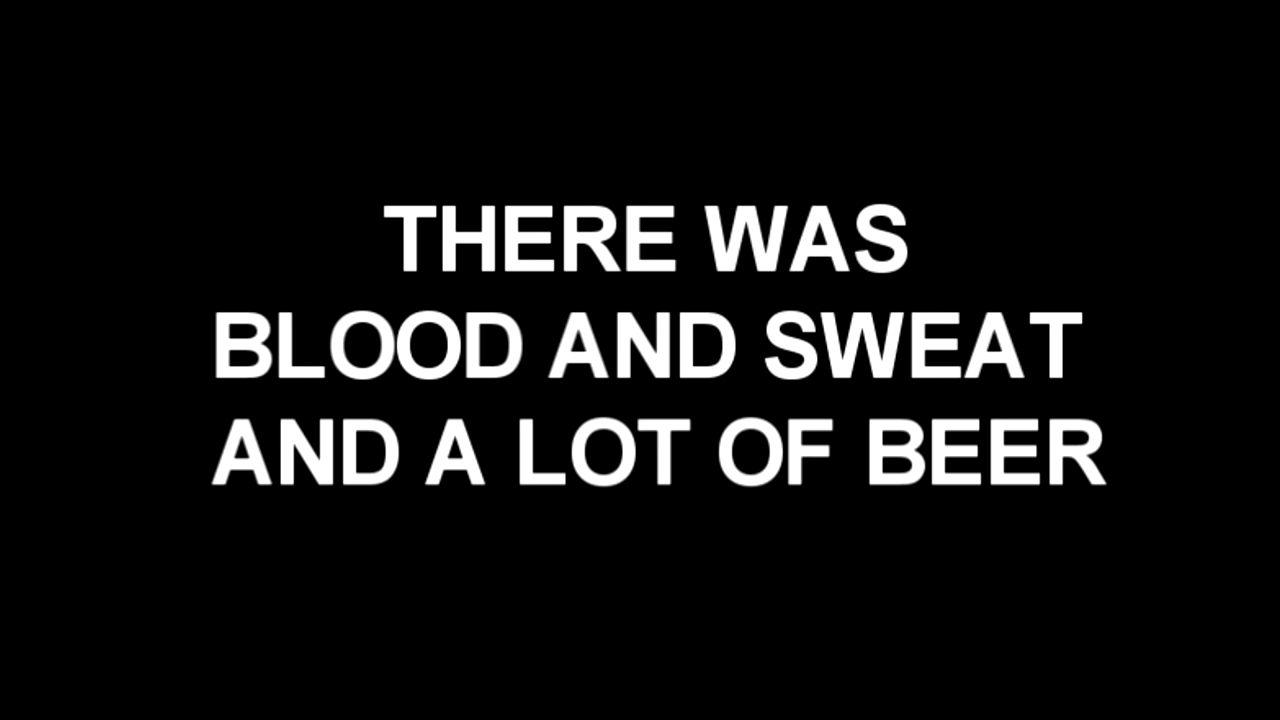 THERE WAS
BLOOD AND SWEAT
AND A LOT OF BEER